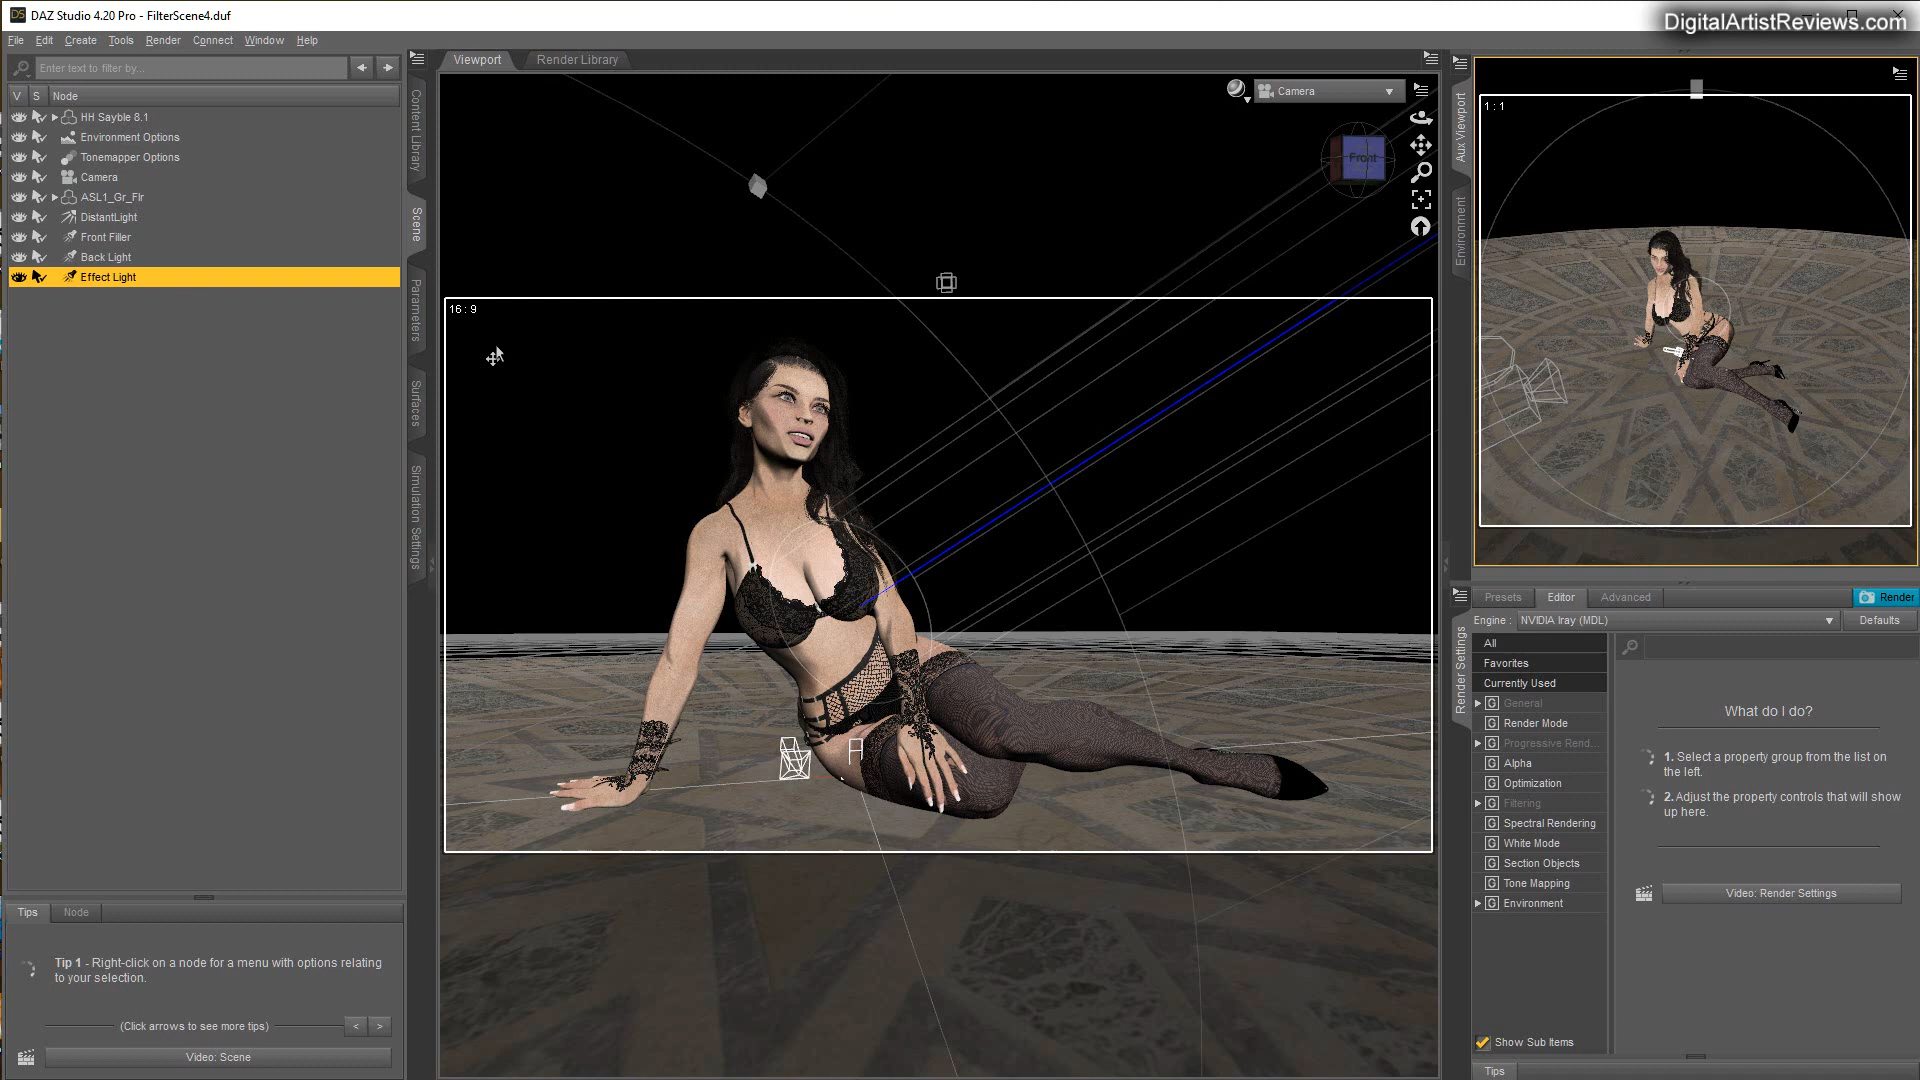 DS DAZ Studio 4.20 Pro - FilterScene4.duf
DigitalArtistReviews.com
File Edit Create Tools Render Connect Window Help
Enter text to filter by...
V S Node
HH Sayble 8.1
Environment Options
Tonemapper Options
Camera
ASL1_Gr_Flr
DistantLight
Front Filler
Back Light
Effect Light
Tips Node
Tip 1 - Right-click on a node for a menu with options relating
to your selection.
(Click arrows to see more tips) < >
Video: Scene
Content Library
Scene
Parameters
Surfaces
Simulation Settings
Viewport Render Library
Camera
Front
16 : 9
Aux Viewport
Environment
1 : 1
Render Settings
Presets Editor Advanced Render
Engine : NVIDIA Iray (MDL) Defaults
All
Favorites
Currently Used
G General
G Render Mode
G Progressive Rend...
G Alpha
G Optimization
G Filtering
G Spectral Rendering
G White Mode
G Section Objects
G Tone Mapping
G Environment
Show Sub Items
What do I do?
1. Select a property group from the list on
the left.
2. Adjust the property controls that will show
up here.
Video: Render Settings
Tips